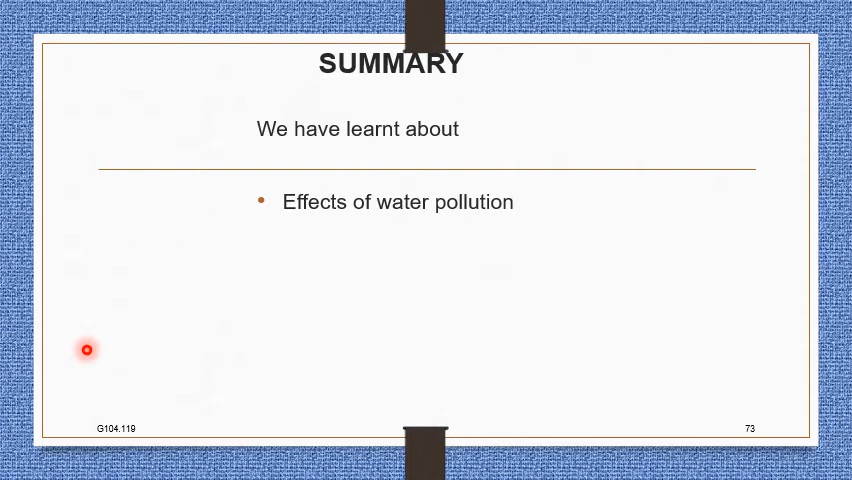 SUMMARY
We have learnt about
• Effects of water pollution
G104.119
73